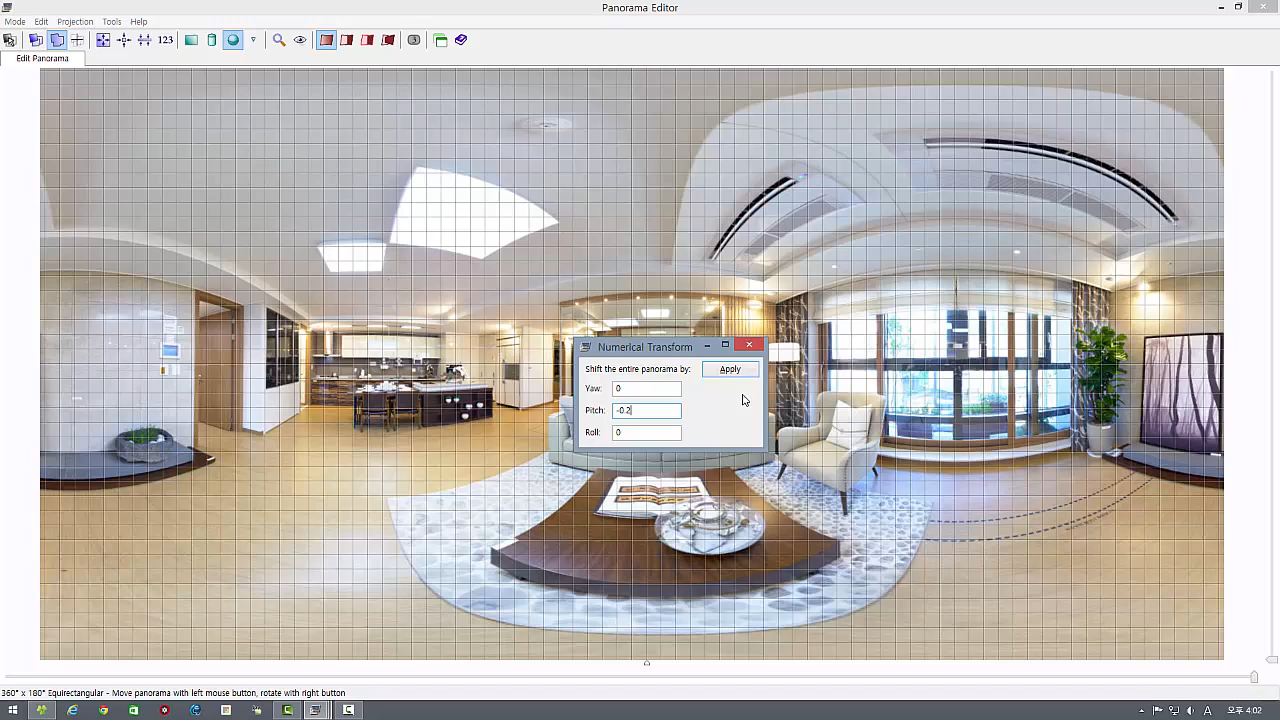 Panorama Editor
Mode Edit Projection Tools Help
123
3
Edit Panorama
Numerical Transform
Shift the entire panorama by: Apply
Yaw: 0
Pitch: -0.2
Roll: 0
360° x 180° Equirectangular - Move panorama with left mouse button, rotate with right button
A 오후 4:02